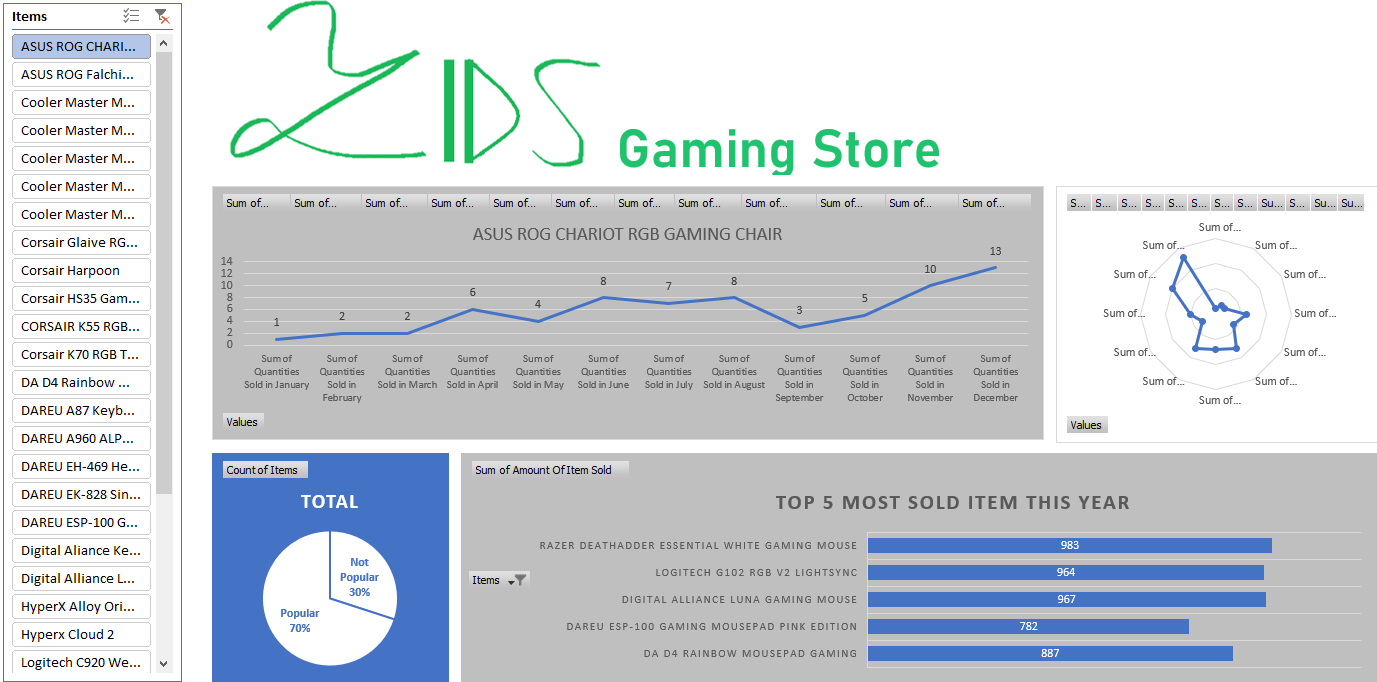 Items
ASUS ROG CHARI...
ASUS ROG Falchi...
Cooler Master M...
Cooler Master M...
Cooler Master M...
Cooler Master M...
Cooler Master M...
Corsair Glaive RG...
Corsair Harpoon
Corsair HS35 Gam...
CORSAIR K55 RGB...
Corsair K70 RGB T...
DA D4 Rainbow ...
DAREU A87 Keyb...
DAREU A960 ALP...
DAREU EH-469 He...
DAREU EK-828 Sin...
DAREU ESP-100 G...
Digital Aliance Ke...
Digital Alliance L...
HyperX Alloy Ori...
Hyperx Cloud 2
Logitech C920 We...
ZIDS
Gaming Store
Sum of... Sum of... Sum of... Sum of... Sum of... Sum of... Sum of... Sum of... Sum of... Sum of... Sum of... Sum of...
ASUS ROG CHARIOT RGB GAMING CHAIR
14
12
10
8
6
4
2
0
1 2 2 6 4 8 7 8 3 5 10 13
Sum of Quantities Sold in January
Sum of Quantities Sold in February
Sum of Quantities Sold in March
Sum of Quantities Sold in April
Sum of Quantities Sold in May
Sum of Quantities Sold in June
Sum of Quantities Sold in July
Sum of Quantities Sold in August
Sum of Quantities Sold in September
Sum of Quantities Sold in October
Sum of Quantities Sold in November
Sum of Quantities Sold in December
Values
S... S... S... S... S... S... S... S... Su... S... Su... Su...
Sum of...
Sum of...
Sum of...
Sum of...
Sum of...
Sum of...
Sum of...
Sum of...
Sum of...
Sum of...
Sum of...
Sum of...
Values
Count of Items
TOTAL
Not Popular 30%
Popular 70%
Sum of Amount Of Item Sold
TOP 5 MOST SOLD ITEM THIS YEAR
Items
RAZER DEATHADDER ESSENTIAL WHITE GAMING MOUSE 983
LOGITECH G102 RGB V2 LIGHTSYNC 964
DIGITAL ALLIANCE LUNA GAMING MOUSE 967
DAREU ESP-100 GAMING MOUSEPAD PINK EDITION 782
DA D4 RAINBOW MOUSEPAD GAMING 887